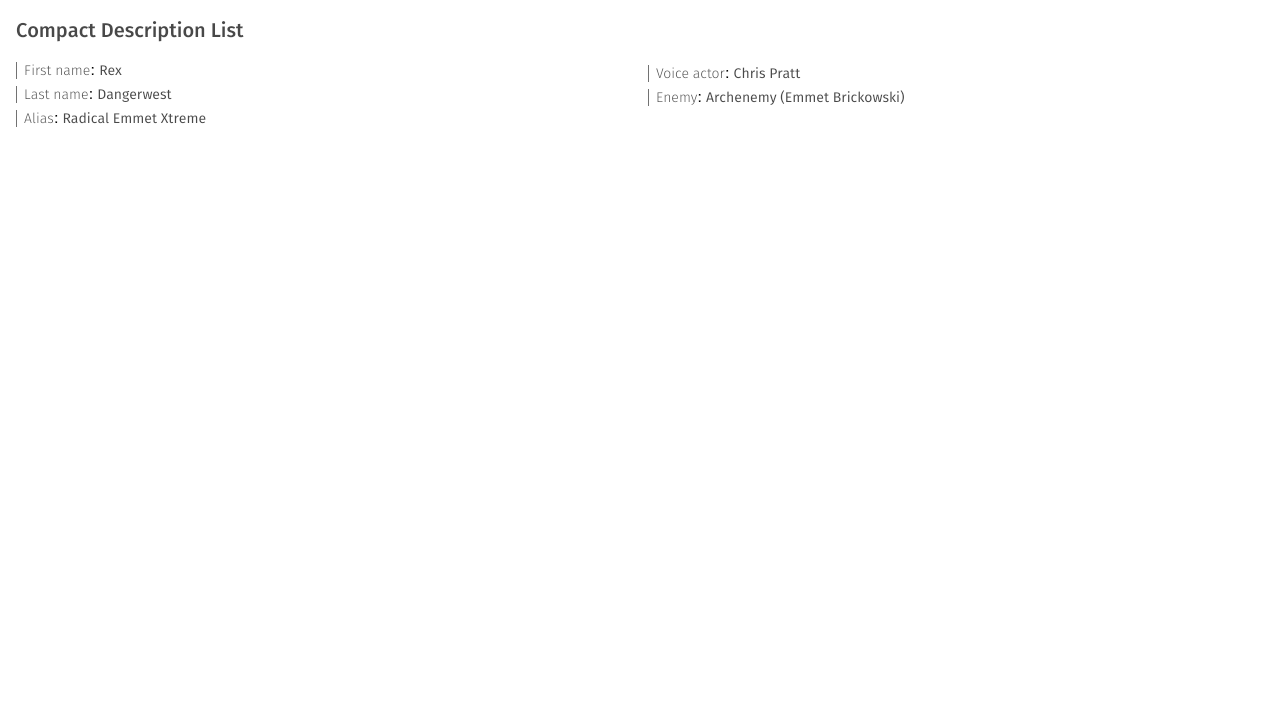 Compact Description List
First name: Rex
Last name: Dangerwest
Alias: Radical Emmet Xtreme
Voice actor: Chris Pratt
Enemy: Archenemy (Emmet Brickowski)